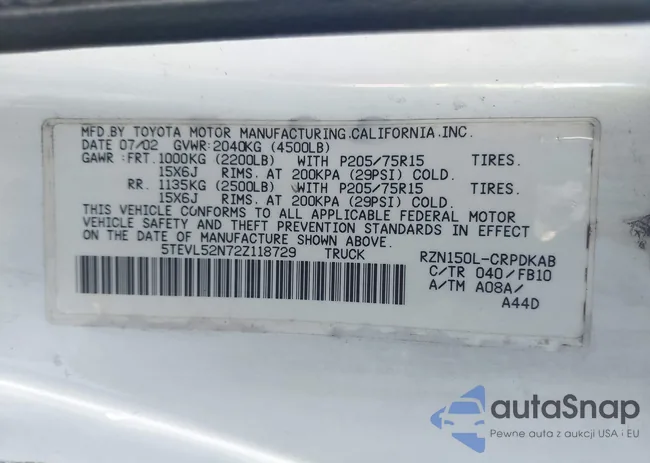 MFD.BY TOYOTA MOTOR MANUFACTURING,CALIFORNIA,INC.
DATE 07/02 GVWR:2040KG (4500LB)
GAWR :FRT.1000KG (2200LB) WITH P205/75R15 TIRES.
15X6J RIMS. AT 200KPA (29PSI) COLD.
RR. 1135KG (2500LB) WITH P205/75R15 TIRES.
15X6J RIMS. AT 200KPA (29PSI) COLD.
THIS VEHICLE CONFORMS TO ALL APPLICABLE FEDERAL MOTOR
VEHICLE SAFETY AND THEFT PREVENTION STANDARDS IN EFFECT
ON THE DATE OF MANUFACTURE SHOWN ABOVE.
5TEVL52N72Z118729 TRUCK RZN150L-CRPDKAB
C/TR 040/FB10
A/TM A08A/
A44D
autaSnap
Pewne auta z aukcji USA i EU